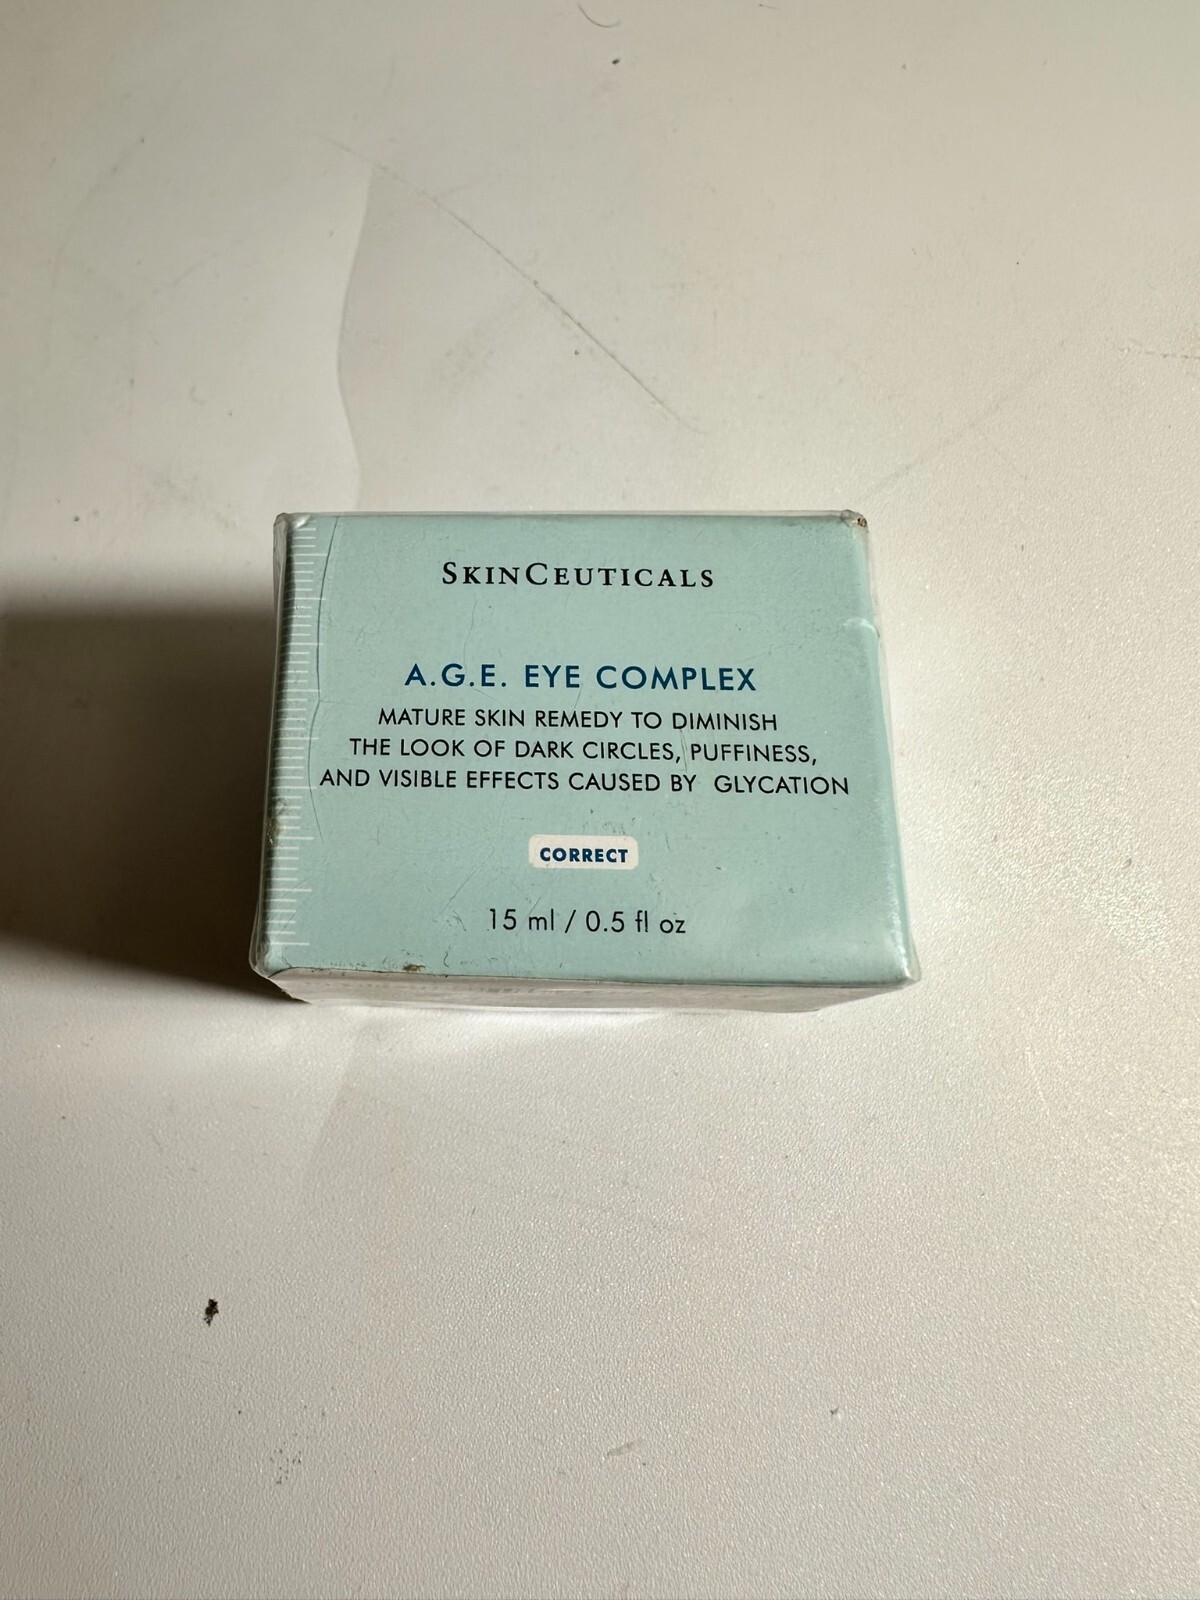 SKINCEUTICALS
A.G.E. EYE COMPLEX
MATURE SKIN REMEDY TO DIMINISH
THE LOOK OF DARK CIRCLES, PUFFINESS,
AND VISIBLE EFFECTS CAUSED BY GLYCATION
CORRECT
15 ml / 0.5 fl oz